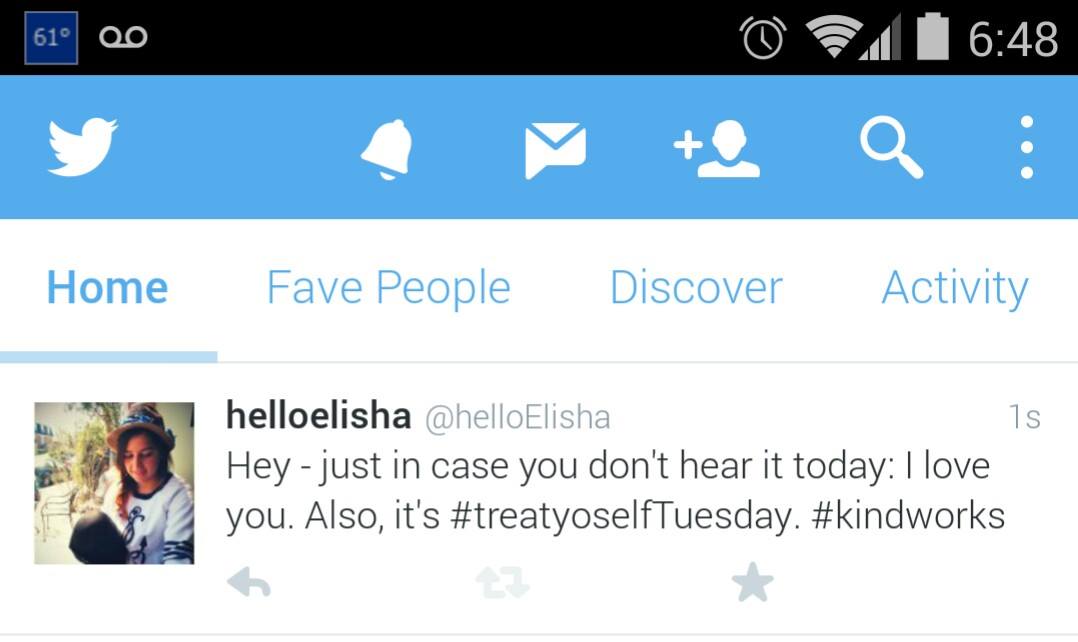 61°
6:48
Home
Fave People
Discover
Activity
helloelisha @helloElisha 1s
Hey - just in case you don't hear it today: I love
you. Also, it's #treatyoselfTuesday. #kindworks